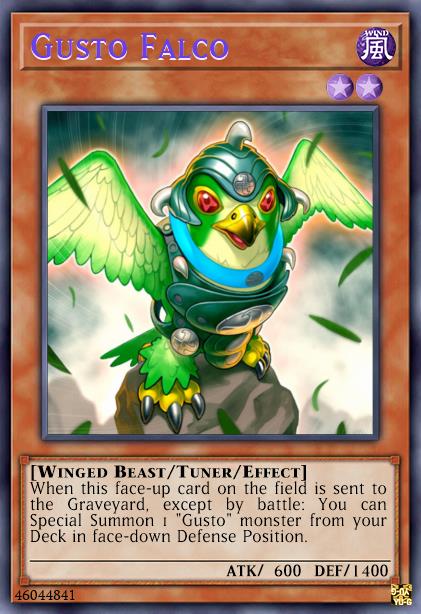 Gusto Falco
WIND
風
[Winged Beast/Tuner/Effect]
When this face-up card on the field is sent to
the Graveyard, except by battle: You can
Special Summon 1 "Gusto" monster from your
Deck in face-down Defense Position.
ATK/ 600 DEF/1400
46044841